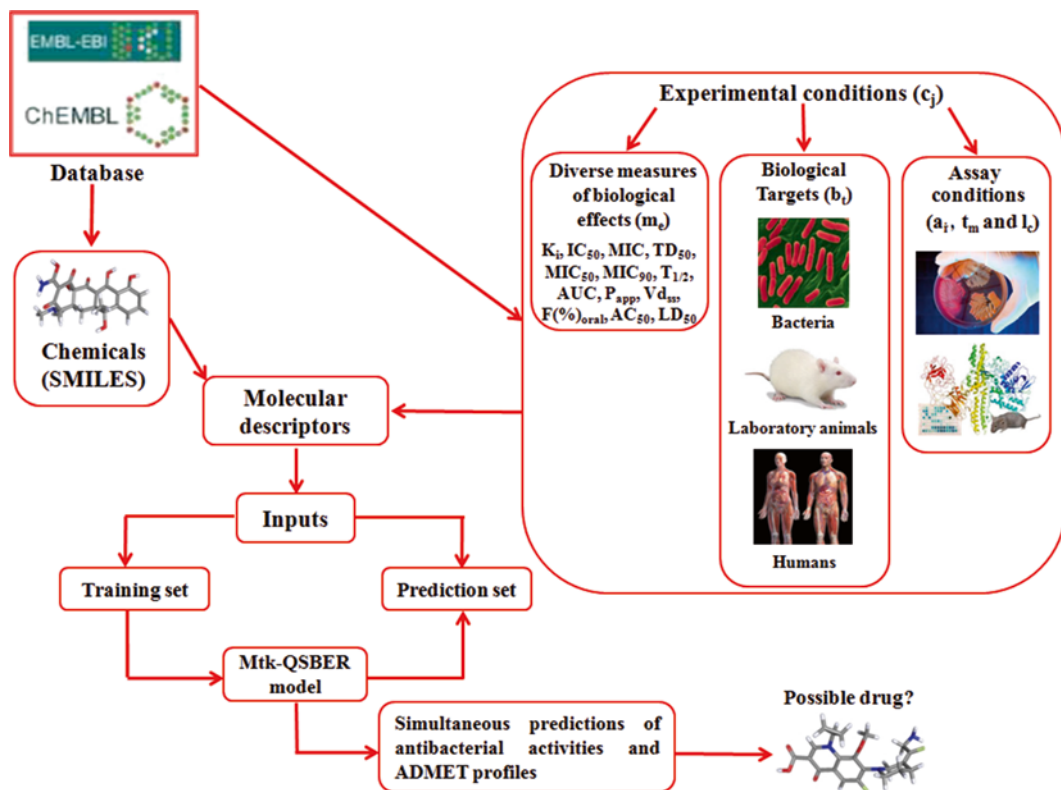 EMBL-EBI
ChEMBL
Database
Chemicals
(SMILES)
Experimental conditions (cj)
Diverse measures
of biological
effects (me)
Ki, IC50, MIC, TD50,
MIC50, MIC90, T1/2,
AUC, Papp, Vdss,
F(%)oral, AC50, LD50
Biological
Targets (bt)
Bacteria
Laboratory animals
Humans
Assay
conditions
(ai, tm and lc)
Molecular
descriptors
Inputs
Training set
Prediction set
Mtk-QSBER
model
Simultaneous predictions of
antibacterial activities and
ADMET profiles
Possible drug?